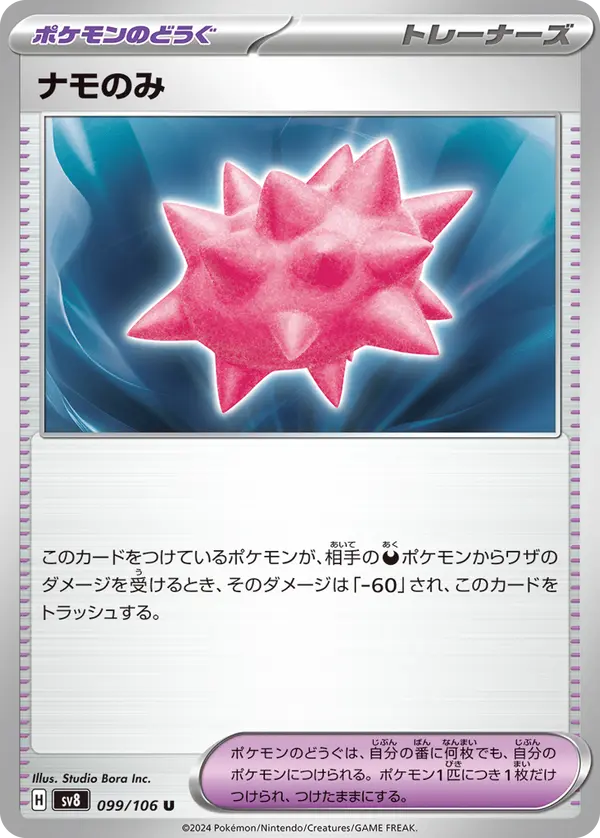 ポケモンのどうぐ トレーナーズ
ナモのみ
このカードをつけているポケモンが、相手の ポケモンからワザの
ダメージを受けるとき、そのダメージは「-60」され、このカードを
トラッシュする。
ポケモンのどうぐは、自分の番に何枚でも、自分の
ポケモンにつけられる。ポケモン1匹につき1枚だけ
つけられ、つけたままにする。
Illus. Studio Bora Inc.
H sv8 099/106 U
©2024 Pokémon/Nintendo/Creatures/GAME FREAK.